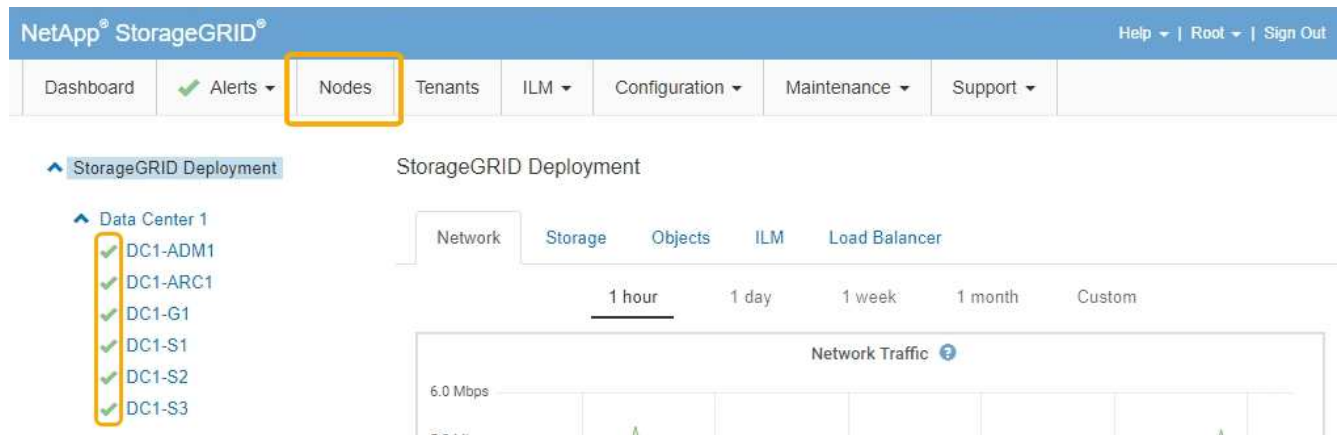 NetApp® StorageGRID®
Help | Root | Sign Out
Dashboard Alerts Nodes Tenants ILM Configuration Maintenance Support
StorageGRID Deployment
StorageGRID Deployment
Data Center 1
Network Storage Objects ILM Load Balancer
DC1-ADM1
DC1-ARC1
DC1-G1
DC1-S1
DC1-S2
DC1-S3
1 hour 1 day 1 week 1 month Custom
Network Traffic
6.0 Mbps